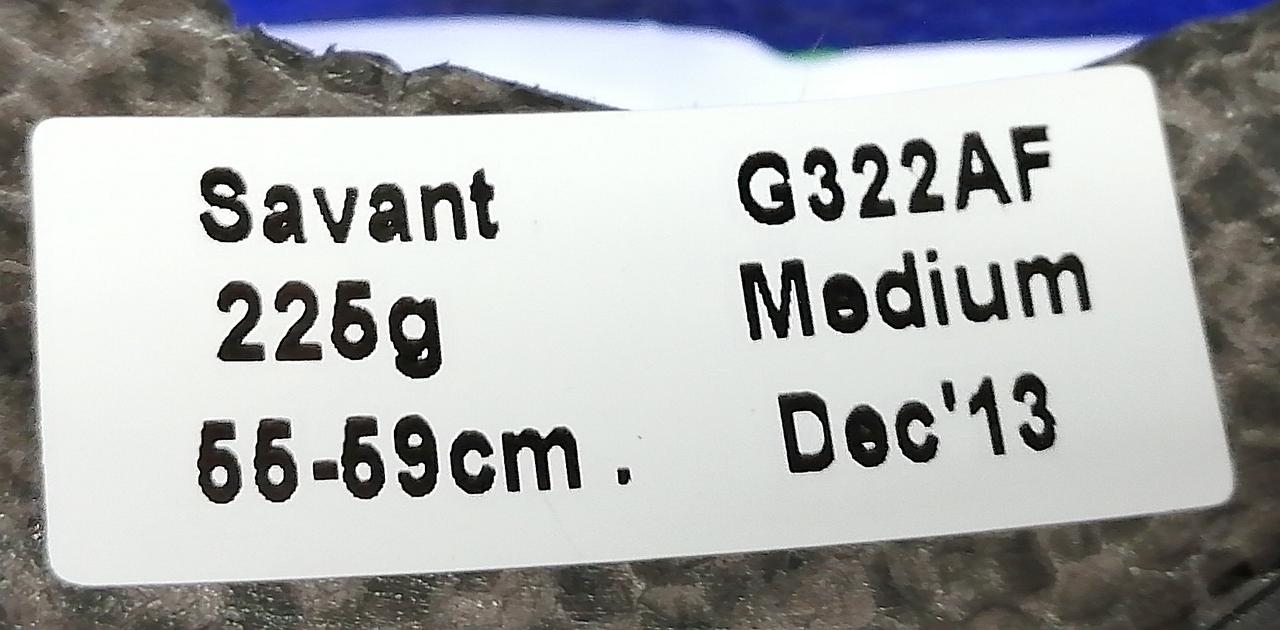 Savant G322AF
225g Medium
55-59cm . Dec'13